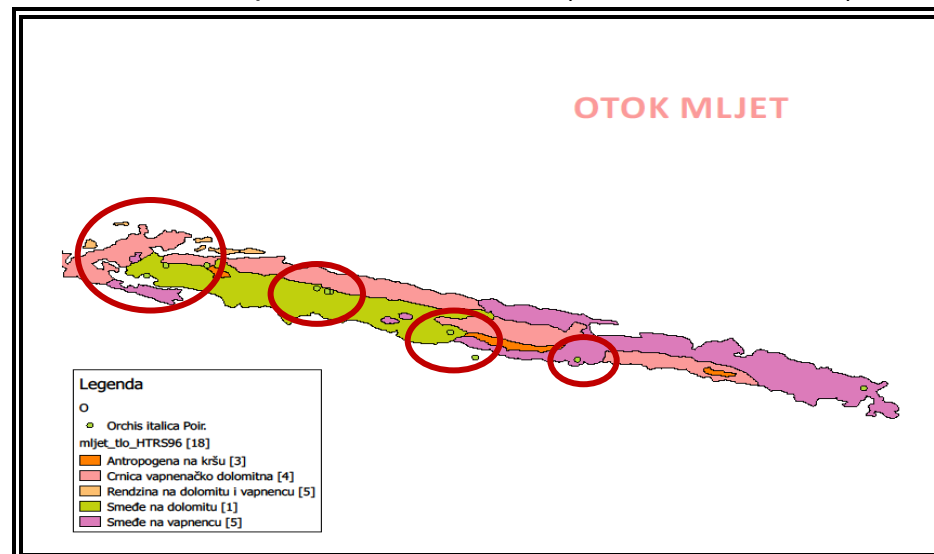 OTOK MLJET
Legenda
O
Orchis italica Poir.
mljet_tlo_HTRS96 [18]
Antropogena na kršu [3]
Crnica vapnenačko dolomitna [4]
Rendzina na dolomitu i vapnencu [5]
Smeđe na dolomitu [1]
Smeđe na vapnencu [5]